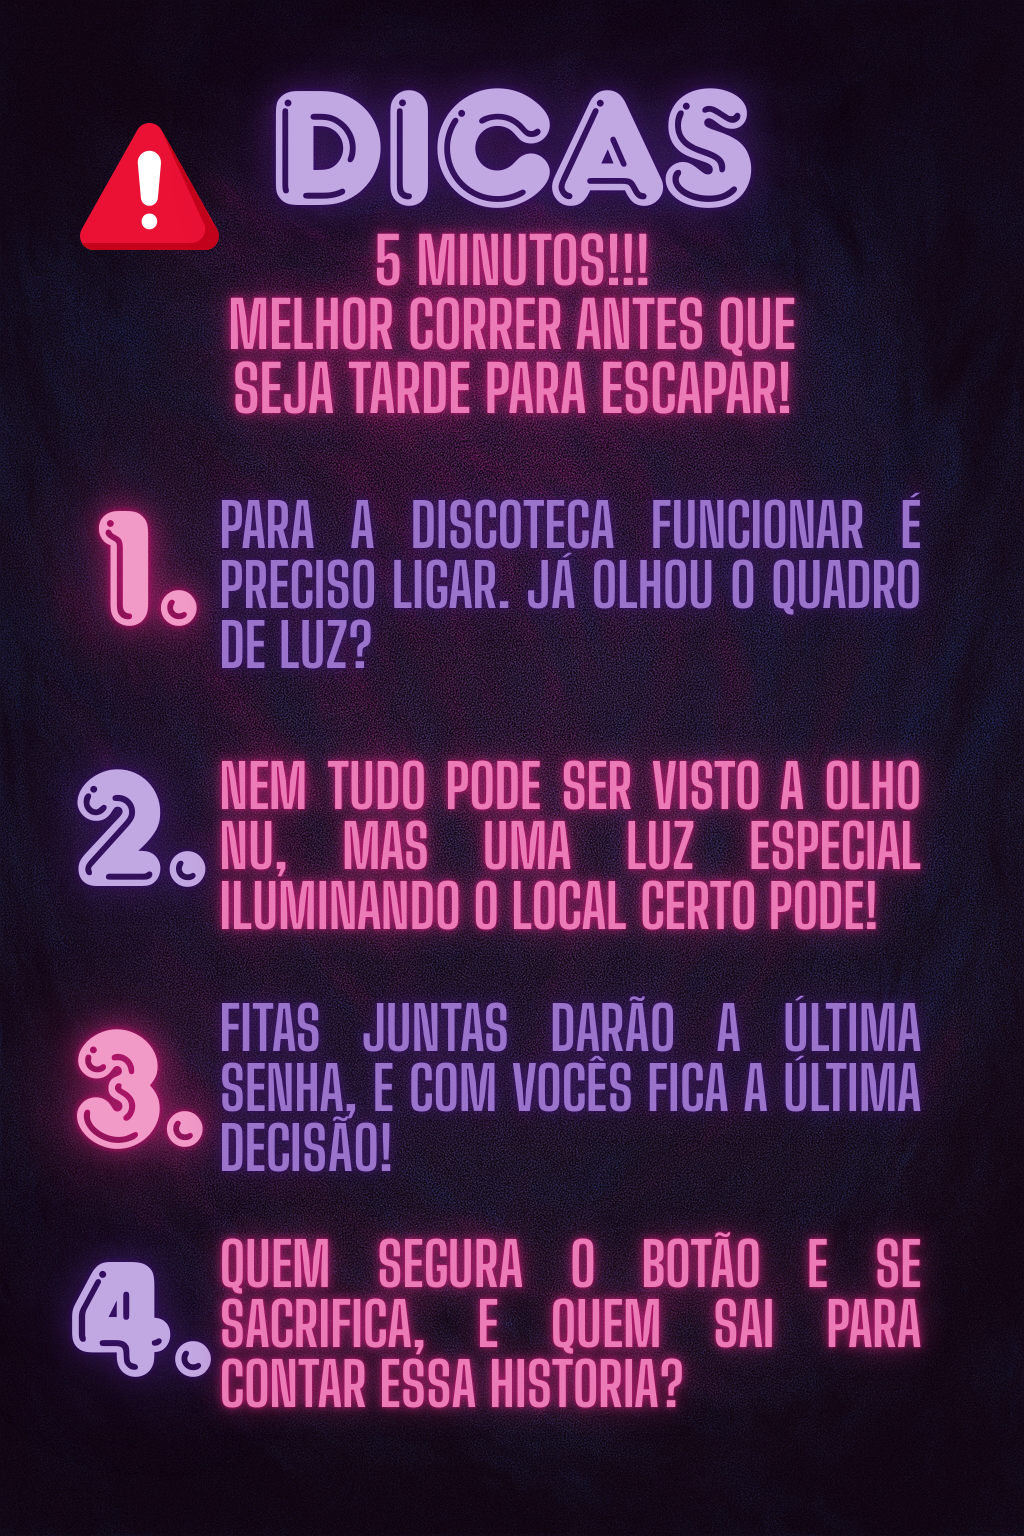 DICAS
5 MINUTOS!!!
MELHOR CORRER ANTES QUE
SEJA TARDE PARA ESCAPAR!
1. PARA A DISCOTECA FUNCIONAR É
PRECISO LIGAR. JÁ OLHOU O QUADRO
DE LUZ?
2. NEM TUDO PODE SER VISTO A OLHO
NU, MAS UMA LUZ ESPECIAL
ILUMINANDO O LOCAL CERTO PODE!
3. FITAS JUNTAS DARÃO A ÚLTIMA
SENHA, E COM VOCÊS FICA A ÚLTIMA
DECISÃO!
4. QUEM SEGURA O BOTÃO E SE
SACRIFICA, E QUEM SAI PARA
CONTAR ESSA HISTORIA?